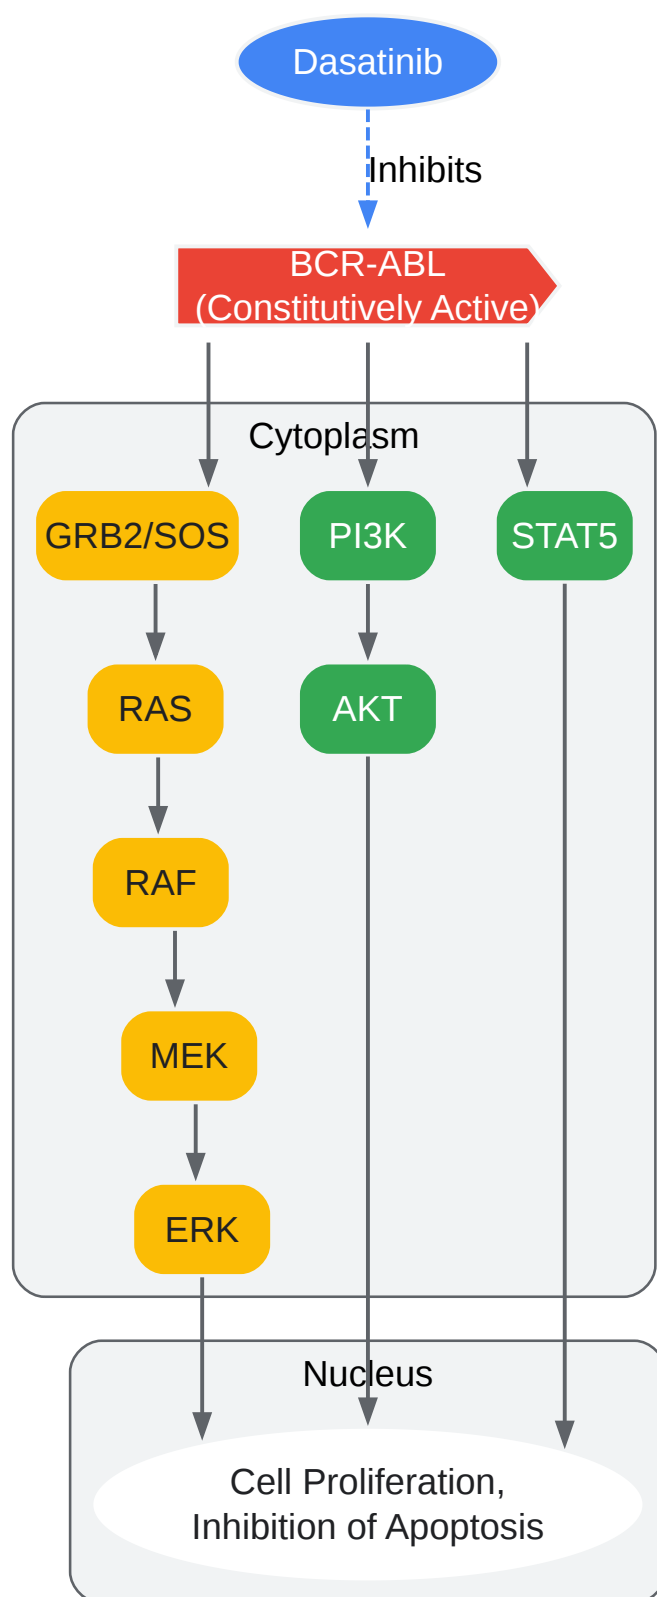 Dasatinib
Inhibits
BCR-ABL
(Constitutively Active)
Cytoplasm
GRB2/SOS
PI3K
STAT5
RAS
AKT
RAF
MEK
ERK
Nucleus
Cell Proliferation,
Inhibition of Apoptosis